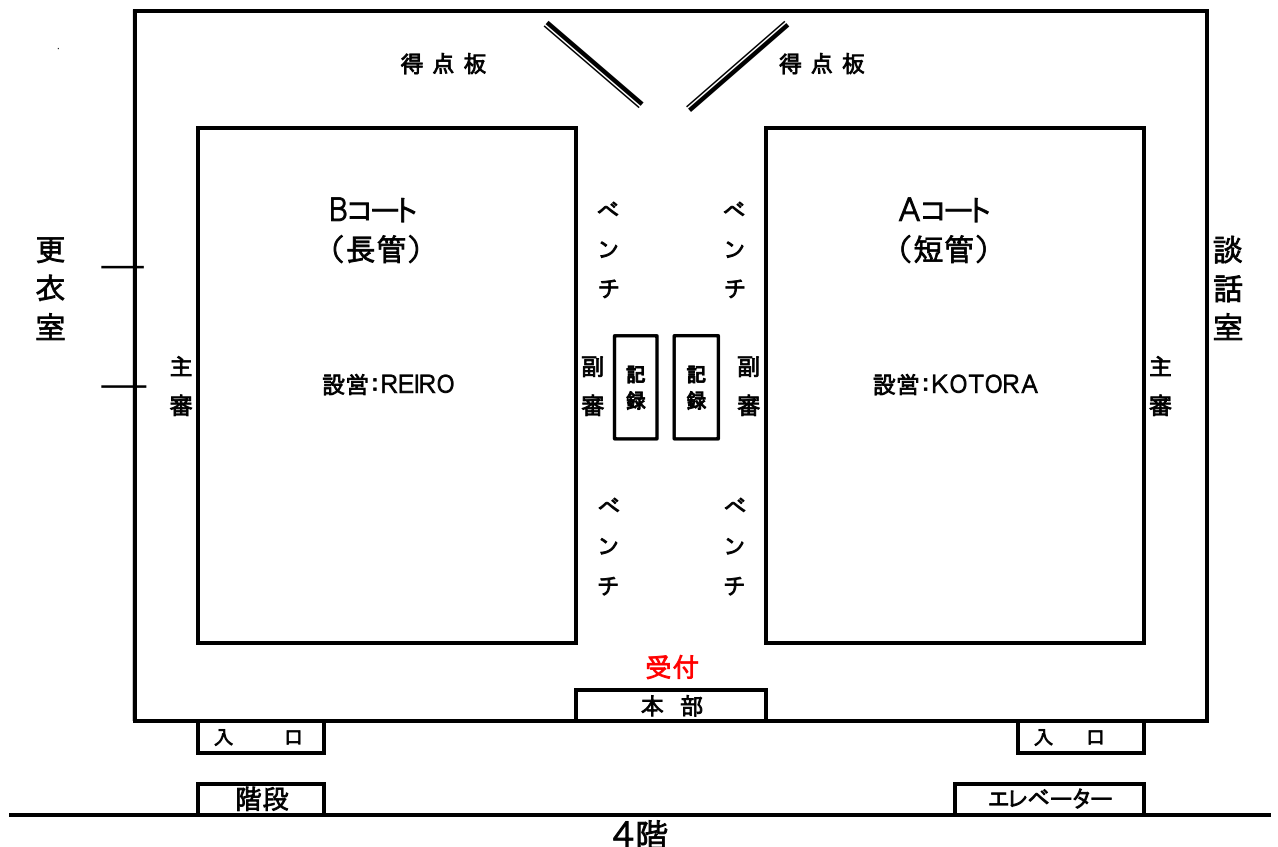 得点板
得点板
Bコート
（長管）
Aコート
（短管）
ベンチ
ベンチ
更衣室
談話室
主審
設営：REIRO
副審
記録
記録
副審
設営：KOTORA
主審
ベンチ
ベンチ
受付
本部
入口
入口
階段
エレベーター
4階